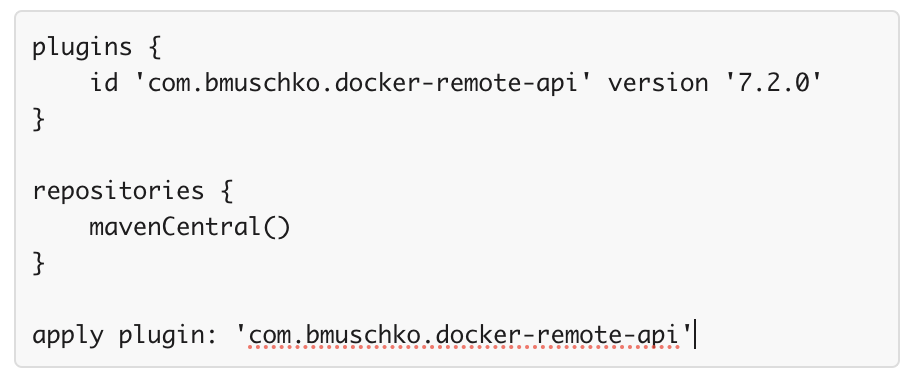 plugins {
    id 'com.bmuschko.docker-remote-api' version '7.2.0'
}

repositories {
    mavenCentral()
}

apply plugin: 'com.bmuschko.docker-remote-api'